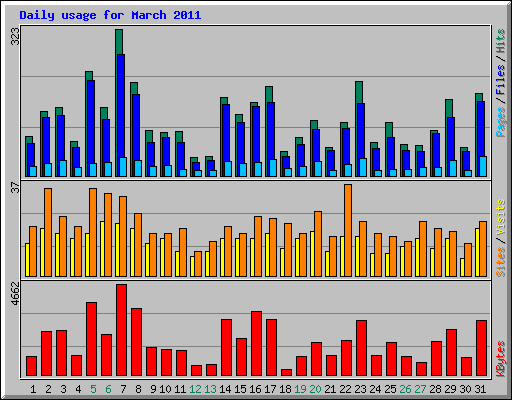 Daily usage for March 2011
323
37
4662
Pages / Files / Hits
Sites / Visits
KBytes
1 2 3 4 5 6 7 8 9 10 11 12 13 14 15 16 17 18 19 20 21 22 23 24 25 26 27 28 29 30 31